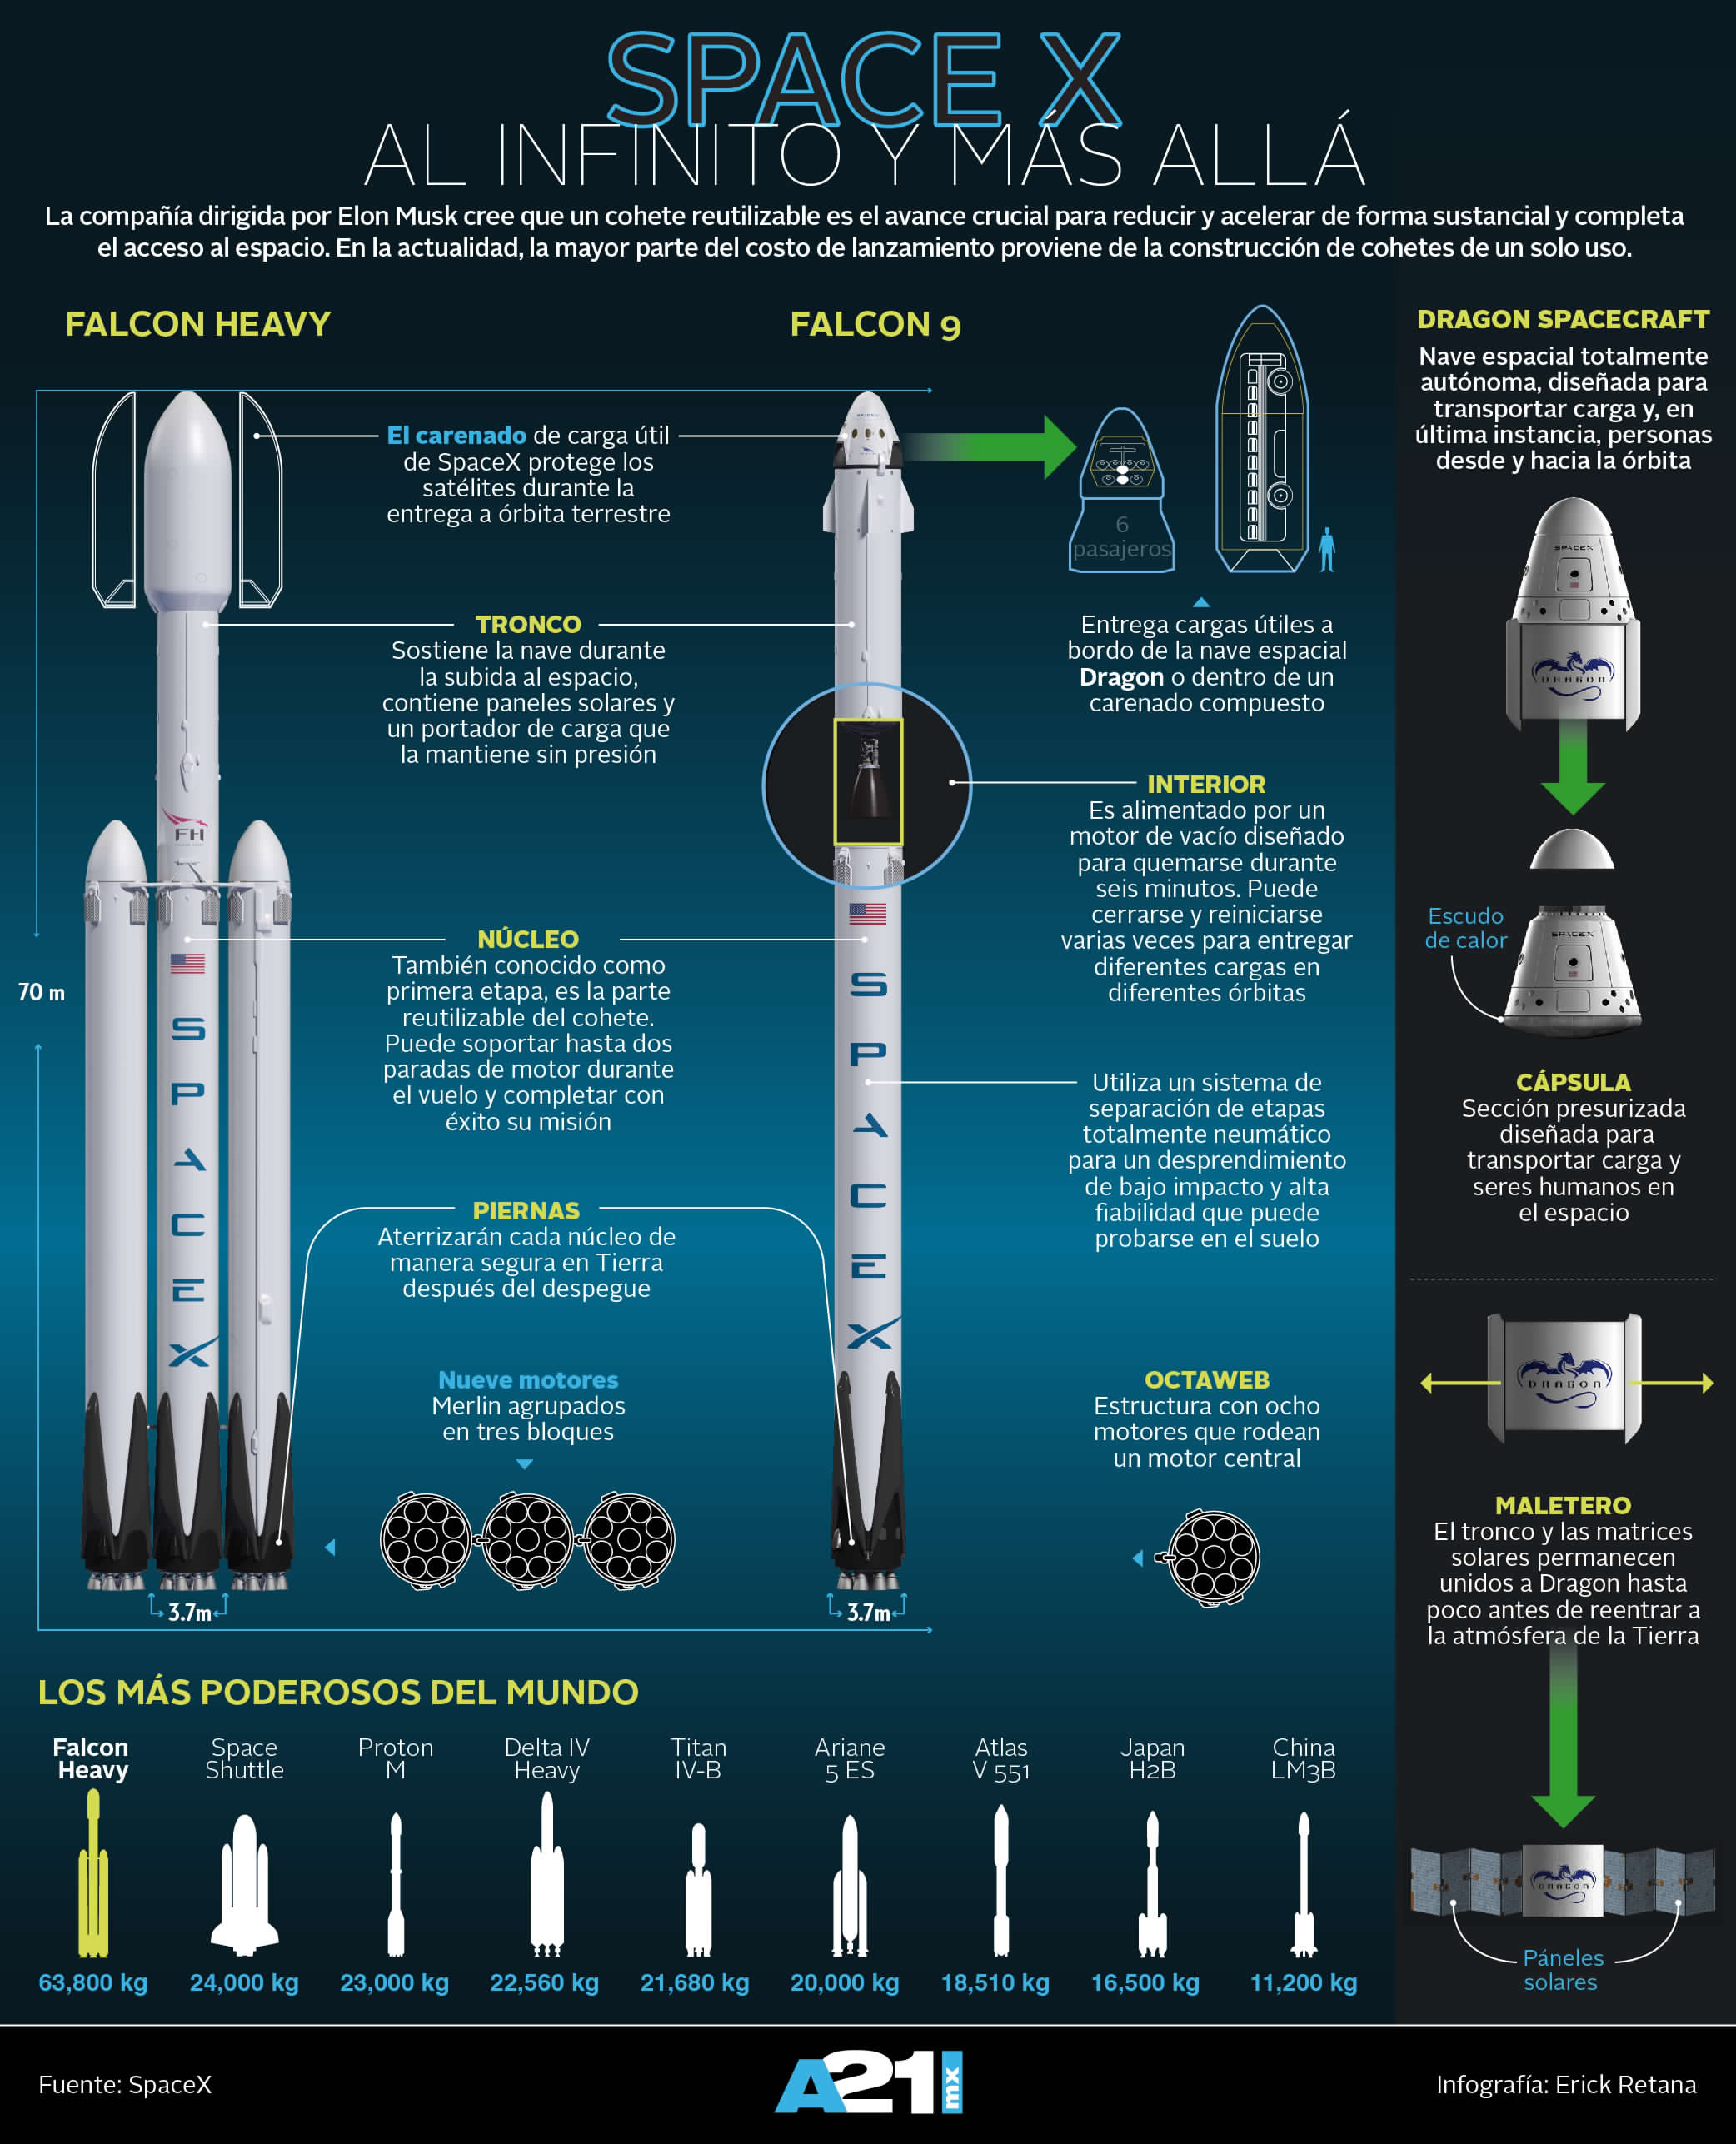 SPACE X
AL INFINITO Y MÁS ALLÁ
La compañía dirigida por Elon Musk cree que un cohete reutilizable es el avance crucial para reducir y acelerar de forma sustancial y completa
el acceso al espacio. En la actualidad, la mayor parte del costo de lanzamiento proviene de la construcción de cohetes de un solo uso.
FALCON HEAVY
El carenado de carga útil
de SpaceX protege los
satélites durante la
entrega a órbita terrestre
TRONCO
Sostiene la nave durante
la subida al espacio,
contiene paneles solares y
un portador de carga que
la mantiene sin presión
FH
NÚCLEO
También conocido como
primera etapa, es la parte
reutilizable del cohete.
Puede soportar hasta dos
paradas de motor durante
el vuelo y completar con
éxito su misión
70 m
SPACEX
PIERNAS
Aterrizarán cada núcleo de
manera segura en Tierra
después del despegue
Nueve motores
Merlin agrupados
en tres bloques
3.7m
FALCON 9
SPACEX
6
pasajeros
Entrega cargas útiles a
bordo de la nave espacial
Dragon o dentro de un
carenado compuesto
INTERIOR
Es alimentado por un
motor de vacío diseñado
para quemarse durante
seis minutos. Puede
cerrarse y reiniciarse
varias veces para entregar
diferentes cargas en
diferentes órbitas
SPACEX
Utiliza un sistema de
separación de etapas
totalmente neumático
para un desprendimiento
de bajo impacto y alta
fiabilidad que puede
probarse en el suelo
OCTAWEB
Estructura con ocho
motores que rodean
un motor central
3.7m
DRAGON SPACECRAFT
Nave espacial totalmente
autónoma, diseñada para
transportar carga y, en
última instancia, personas
desde y hacia la órbita
SPACEX
DRAGON
Escudo
de calor
SPACEX
CÁPSULA
Sección presurizada
diseñada para
transportar carga y
seres humanos en
el espacio
DRAGON
MALETERO
El tronco y las matrices
solares permanecen
unidos a Dragon hasta
poco antes de reentrar a
la atmósfera de la Tierra
DRAGON
Páneles
solares
LOS MÁS PODEROSOS DEL MUNDO
Falcon
Heavy
63,800 kg
Space
Shuttle
24,000 kg
Proton
M
23,000 kg
Delta IV
Heavy
22,560 kg
Titan
IV-B
21,680 kg
Ariane
5 ES
20,000 kg
Atlas
V 551
18,510 kg
Japan
H2B
16,500 kg
China
LM3B
11,200 kg
Fuente: SpaceX
A21 mx
Infografía: Erick Retana